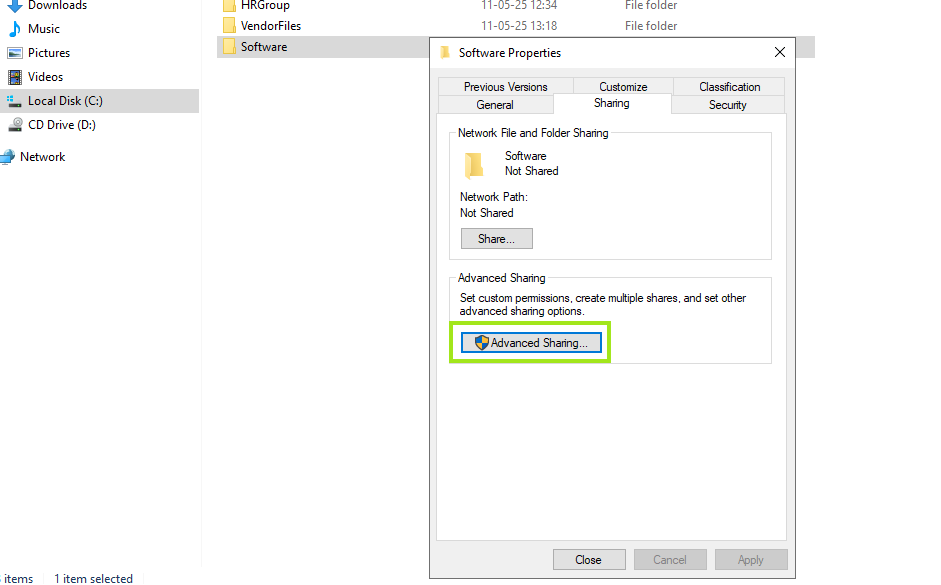 Downloads
Music
Pictures
Videos
Local Disk (C:)
CD Drive (D:)
Network
HRGroup 11-05-25 12:34 File folder
VendorFiles 11-05-25 13:18 File folder
Software
Software Properties
Previous Versions Customize Classification
General Sharing Security
Network File and Folder Sharing
Software
Not Shared
Network Path:
Not Shared
Share...
Advanced Sharing
Set custom permissions, create multiple shares, and set other
advanced sharing options.
Advanced Sharing...
Close Cancel Apply
items 1 item selected